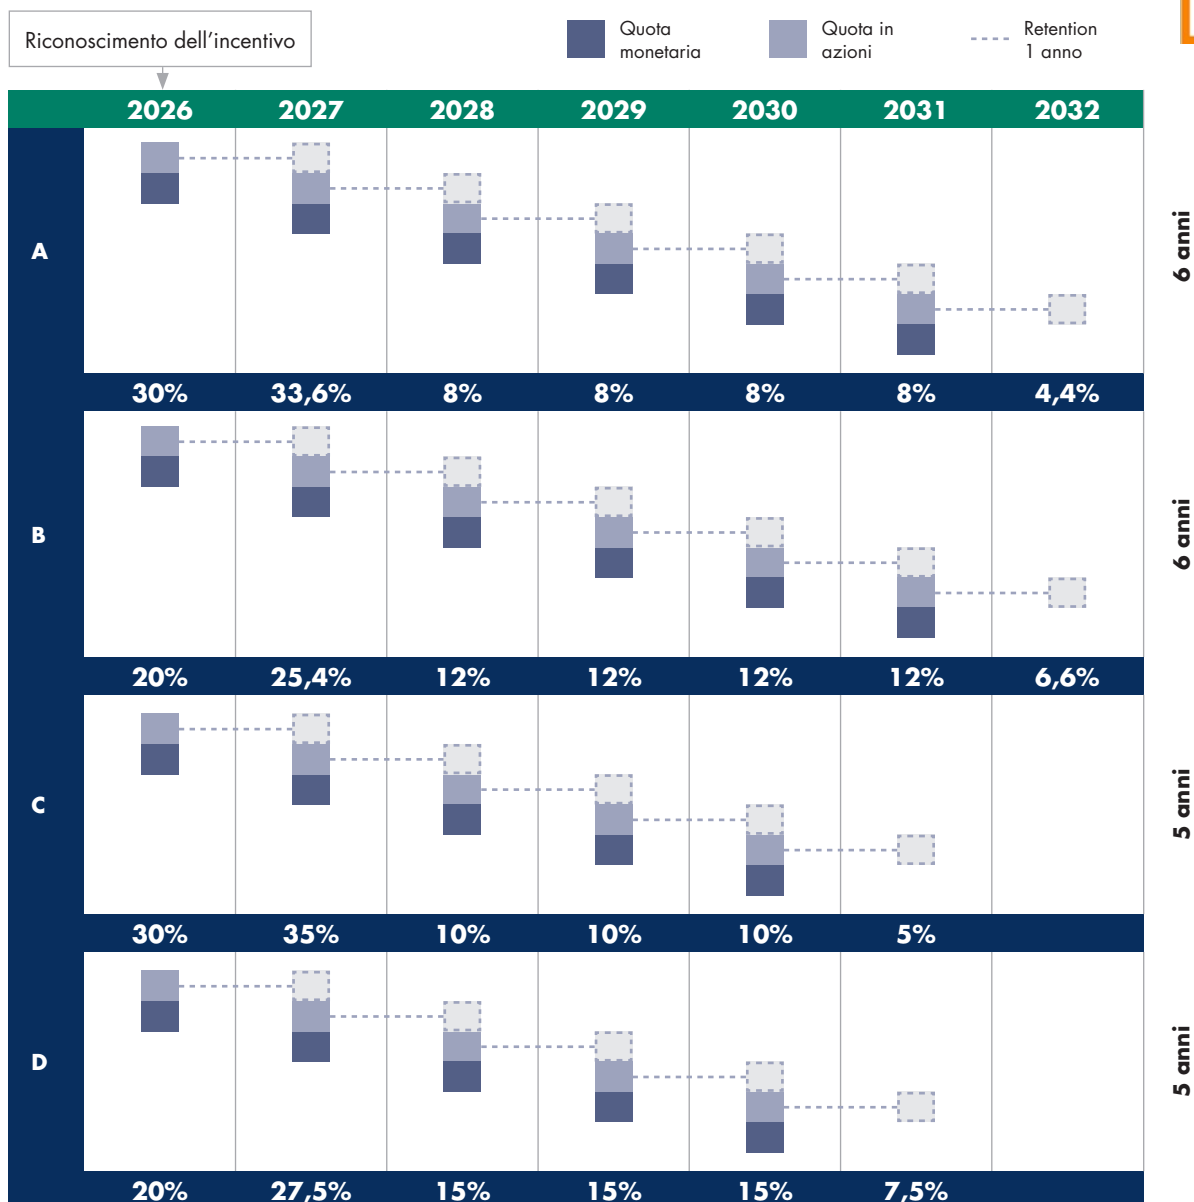 Riconoscimento dell'incentivo
Quota
monetaria
Quota in
azioni
Retention
1 anno
2026 2027 2028 2029 2030 2031 2032
A
6 anni
30% 33,6% 8% 8% 8% 8% 4,4%
B
6 anni
20% 25,4% 12% 12% 12% 12% 6,6%
C
5 anni
30% 35% 10% 10% 10% 5%
D
5 anni
20% 27,5% 15% 15% 15% 7,5%